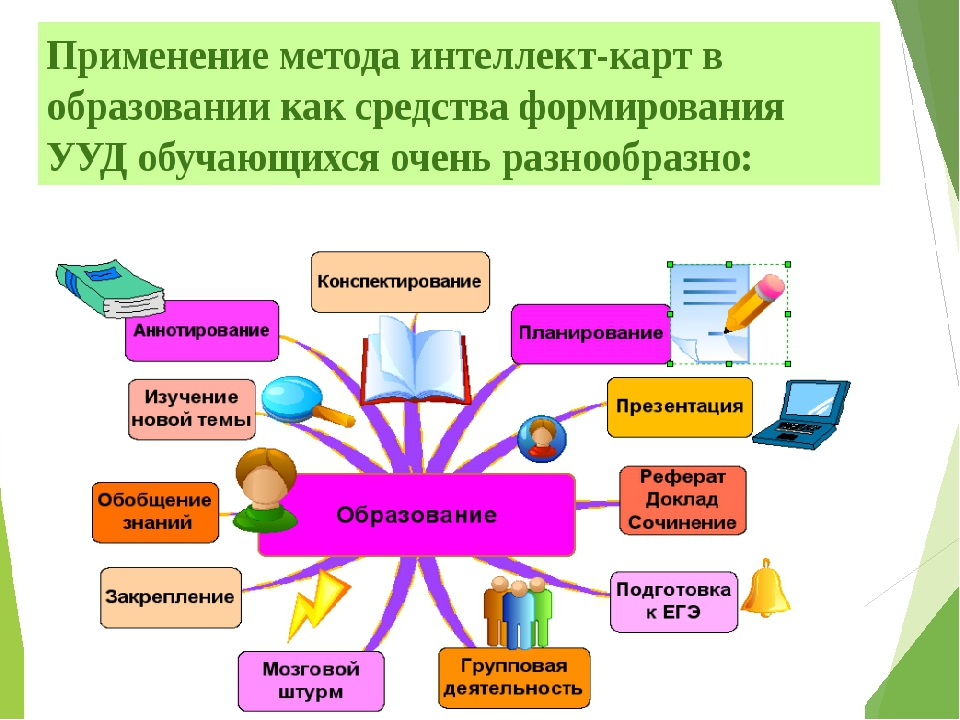 Применение метода интеллект-карт в
образовании как средства формирования
УУД обучающихся очень разнообразно:
Конспектирование
Аннотирование
Планирование
Изучение
новой темы
Презентация
Обобщение
знаний
Образование
Реферат
Доклад
Сочинение
Закрепление
Подготовка
к ЕГЭ
Мозговой
штурм
Групповая
деятельность